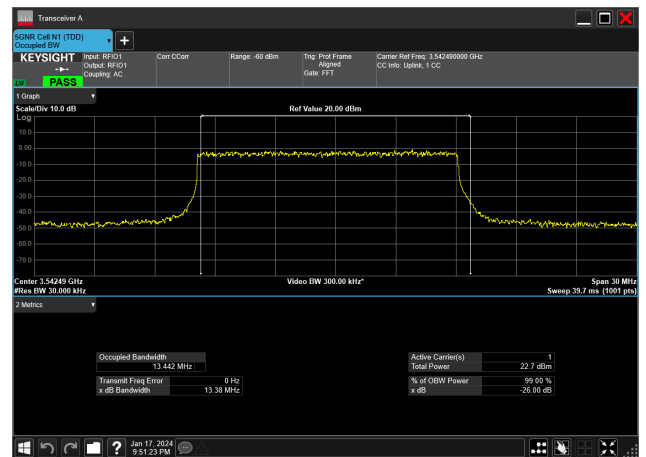 Transceiver A
5GNR Cell N1 (TDD)
Occupied BW
KEYSIGHT
Input: RFIO1
Output: RFIO1
Coupling: AC
Corr CCorr
Range: -60 dBm
Trig: Prot Frame
Aligned
Gate: FFT
Carrier Ref Freq: 3.542490000 GHz
CC Info: Uplink, 1 CC
PASS
1 Graph
Scale/Div 10.0 dB
Ref Value 20.00 dBm
Log
10.0
0.00
-10.0
-20.0
-30.0
-40.0
-50.0
-60.0
-70.0
Center 3.54249 GHz
Video BW 300.00 kHz*
Span 30 MHz
#Res BW 30.000 kHz
Sweep 39.7 ms (1001 pts)
2 Metrics
Occupied Bandwidth
13.442 MHz
Active Carrier(s) 1
Total Power 22.7 dBm
Transmit Freq Error 0 Hz
x dB Bandwidth 13.38 MHz
% of OBW Power 99.00 %
x dB -26.00 dB
Jan 17, 2024
9:51:23 PM